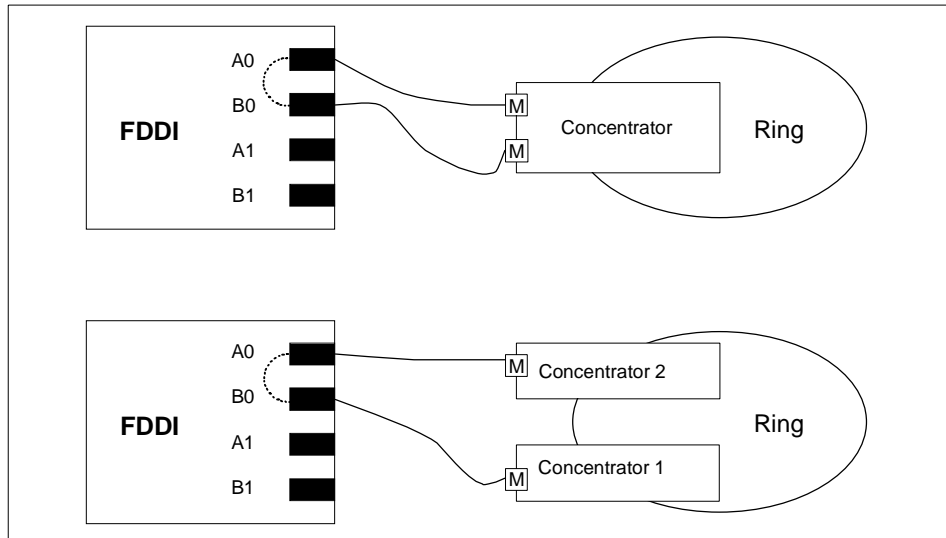 A0
B0
FDDI
A1
B1
M
M
Concentrator
Ring
A0
B0
FDDI
A1
B1
M
Concentrator 2
Ring
M
Concentrator 1